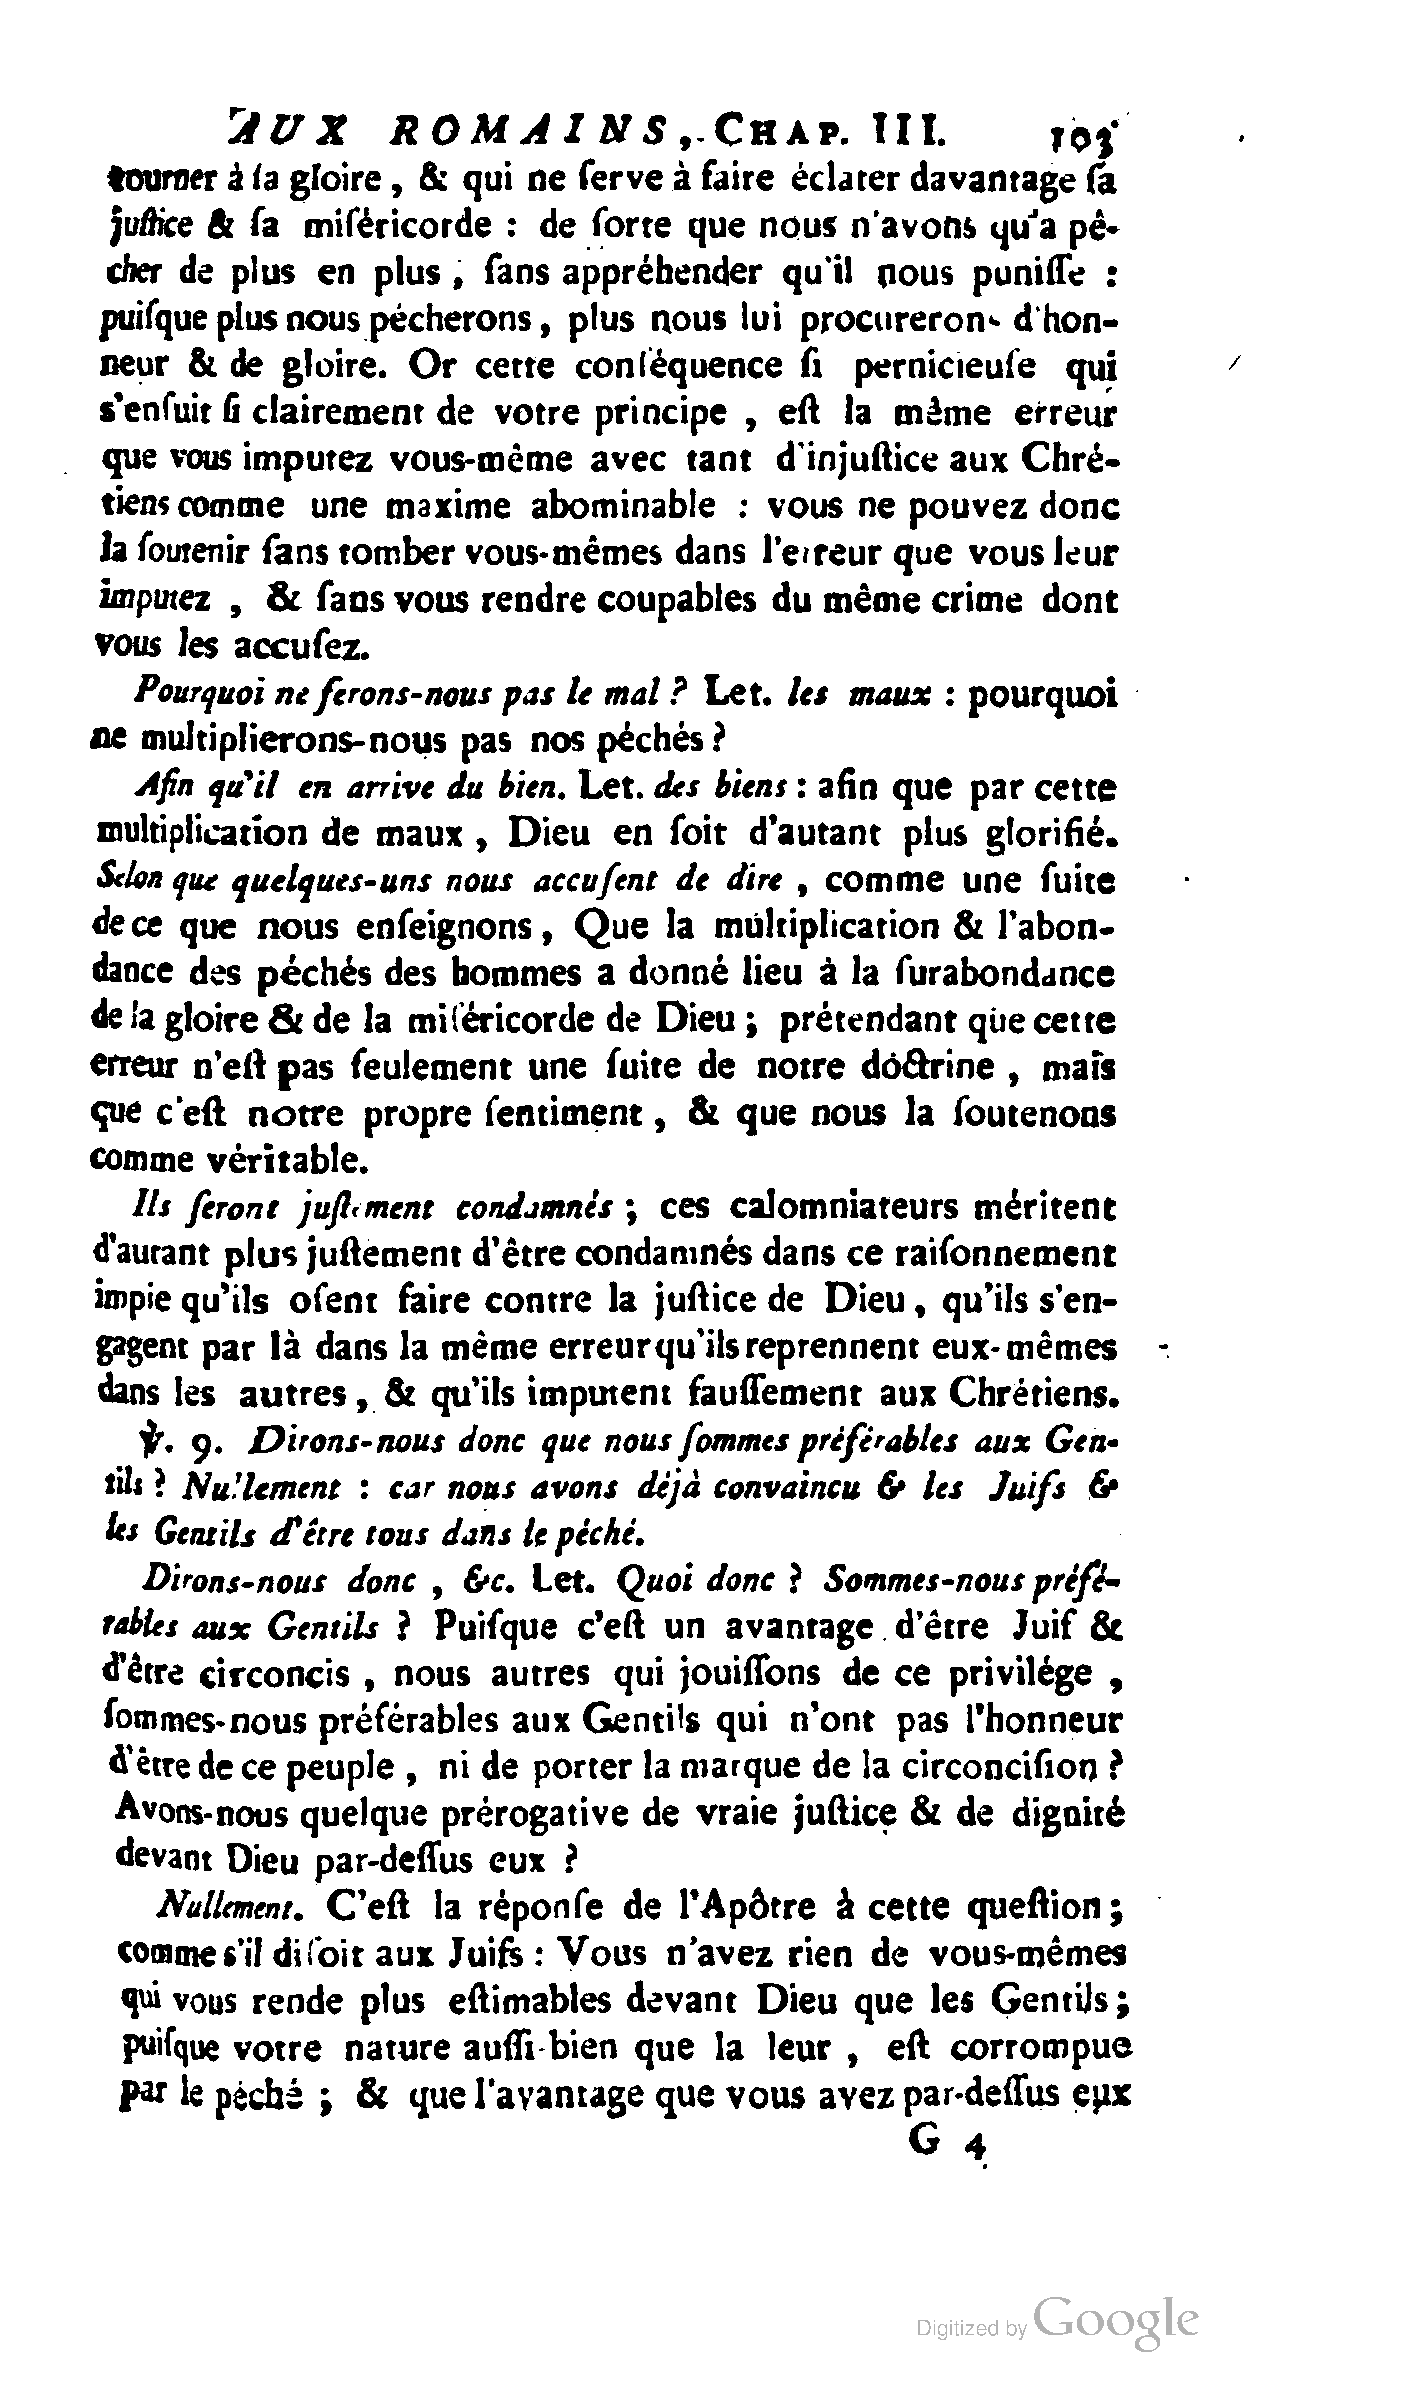 AUX ROMAINS, CHAP. III. 103
tourner à ſa gloire, & qui ne ſerve à faire éclater davantage ſa
juſtice & ſa miſéricorde : de ſorte que nous n'avons qu'a pê-
cher de plus en plus, ſans appréhender qu'il nous puniſſe :
puiſque plus nous pécherons, plus nous lui procurerons d'hon-
neur & de gloire. Or cette conſéquence ſi pernicieuſe qui
s'enſuit ſi clairement de votre principe, eſt la même erreur
que vous imputez vous-même avec tant d'injuſtice aux Chré-
tiens comme une maxime abominable : vous ne pouvez donc
la ſoutenir ſans tomber vous-mêmes dans l'erreur que vous leur
imputez, & ſans vous rendre coupables du même crime dont
vous les accuſez.
Pourquoi ne ferons-nous pas le mal ? Let. les maux : pourquoi
ne multiplierons-nous pas nos péchés ?
Afin qu'il en arrive du bien. Let. des biens : afin que par cette
multiplication de maux, Dieu en ſoit d'autant plus glorifié.
Selon que quelques-uns nous accuſent de dire, comme une ſuite
de ce que nous enſeignons, Que la multiplication & l'abon-
dance des péchés des hommes a donné lieu à la ſurabondance
de la gloire & de la miſéricorde de Dieu ; prétendant que cette
erreur n'eſt pas ſeulement une ſuite de notre doctrine, mais
que c'eſt notre propre ſentiment, & que nous la ſoutenons
comme véritable.
Ils ſeront juſtement condamnés ; ces calomniateurs méritent
d'autant plus juſtement d'être condamnés dans ce raiſonnement
impie qu'ils oſent faire contre la juſtice de Dieu, qu'ils s'en-
gagent par là dans la même erreur qu'ils reprennent eux-mêmes
dans les autres, & qu'ils imputent fauſſement aux Chrétiens.
℣. 9. Dirons-nous donc que nous ſommes préférables aux Gen-
tils ? Nullement : car nous avons déjà convaincu & les Juifs &
les Gentils d'être tous dans le péché.
Dirons-nous donc, &c. Let. Quoi donc ? Sommes-nous préfé-
rables aux Gentils ? Puiſque c'eſt un avantage d'être Juif &
d'être circoncis, nous autres qui jouiſſons de ce privilége,
ſommes-nous préférables aux Gentils qui n'ont pas l'honneur
d'être de ce peuple, ni de porter la marque de la circonciſion ?
Avons-nous quelque prérogative de vraie juſtice & de dignité
devant Dieu par-deſſus eux ?
Nullement. C'eſt la réponſe de l'Apôtre à cette queſtion ;
comme s'il diſoit aux Juifs : Vous n'avez rien de vous-mêmes
qui vous rende plus eſtimables devant Dieu que les Gentils ;
puiſque votre nature auſſi-bien que la leur, eſt corrompue
par le péché ; & que l'avantage que vous avez par-deſſus eux
G 4
Digitized by Google